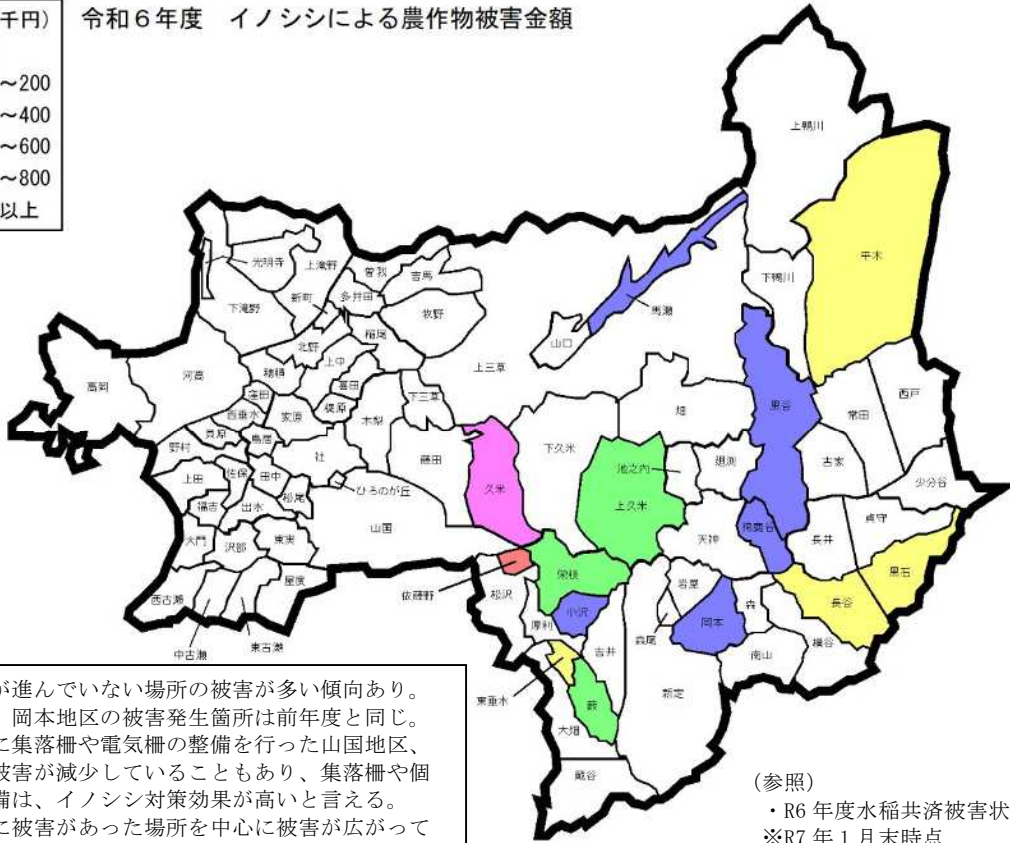 千円)
～200
～400
～600
～800
以上
令和６年度　イノシシによる農作物被害金額
上鴨川
平木
下鴨川
光明寺
上滝野
曽我
吉馬
新町
多井田
下滝野
牧野
馬瀬
稲尾
山口
北野
上中
上三草
高岡
河高
穂積
喜田
黒谷
西戸
窪田
梶原
下三草
畑
常田
西垂水
家原
木梨
貝原
鳥居
野村
社
藤田
下久米
廻渕
古家
池之内
上田
佐保
田中
ひろのが丘
久米
上久米
少分谷
福吉
出水
松尾
山国
天神
掎鹿谷
貞守
大門
沢部
東実
長井
黒石
栄枝
屋度
岩屋
長谷
西古瀬
依藤野
松沢
小沢
岡本
森
厚利
森尾
横谷
中古瀬
東古瀬
吉井
南山
東垂水
新定
薮
大畑
蔵谷
が進んでいない場所の被害が多い傾向あり。
岡本地区の被害発生箇所は前年度と同じ。
に集落柵や電気柵の整備を行った山国地区、
被害が減少していることもあり、集落柵や個
備は、イノシシ対策効果が高いと言える。
に被害があった場所を中心に被害が広がって
(参照)
・R6 年度水稲共済被害状
※R7 年１月末時点